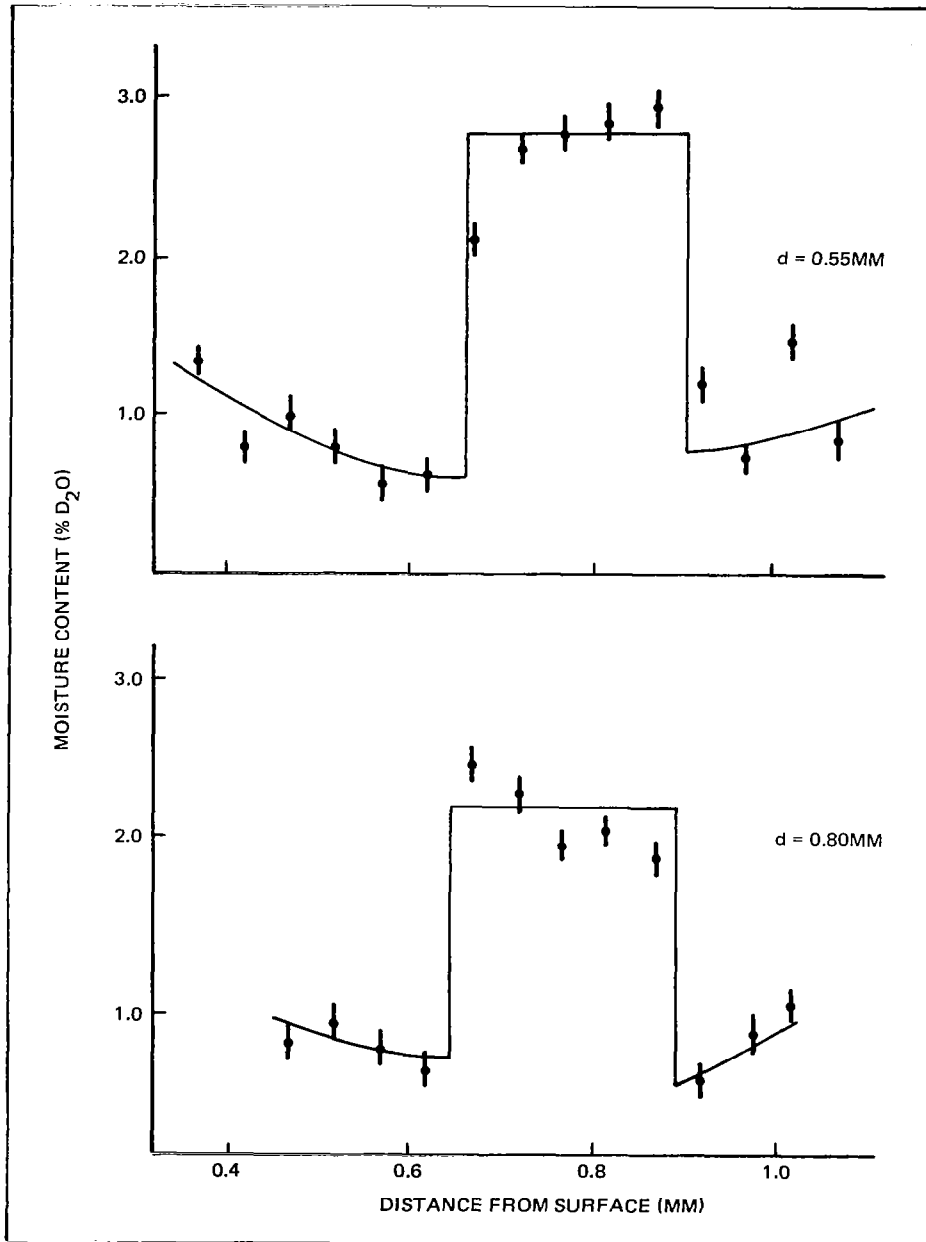 3.0
2.0
1.0
d = 0.55MM
MOISTURE CONTENT (% D2O)
3.0
2.0
1.0
d = 0.80MM
0.4
0.6
0.8
1.0
DISTANCE FROM SURFACE (MM)